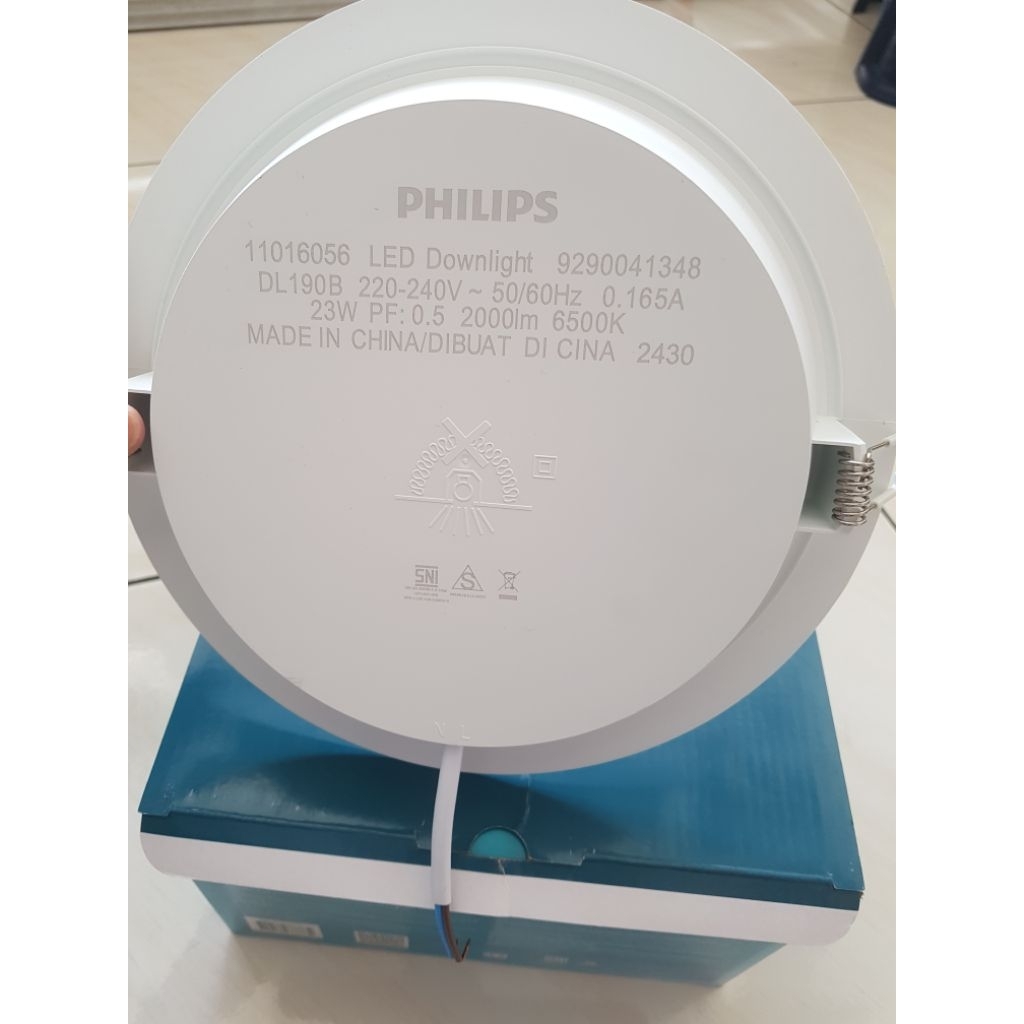 PHILIPS
11016056 LED Downlight 9290041348
DL190B 220-240V ~ 50/60Hz 0.165A
23W PF: 0.5 2000lm 6500K
MADE IN CHINA/DIBUAT DI CINA 2430
SNI S
N L